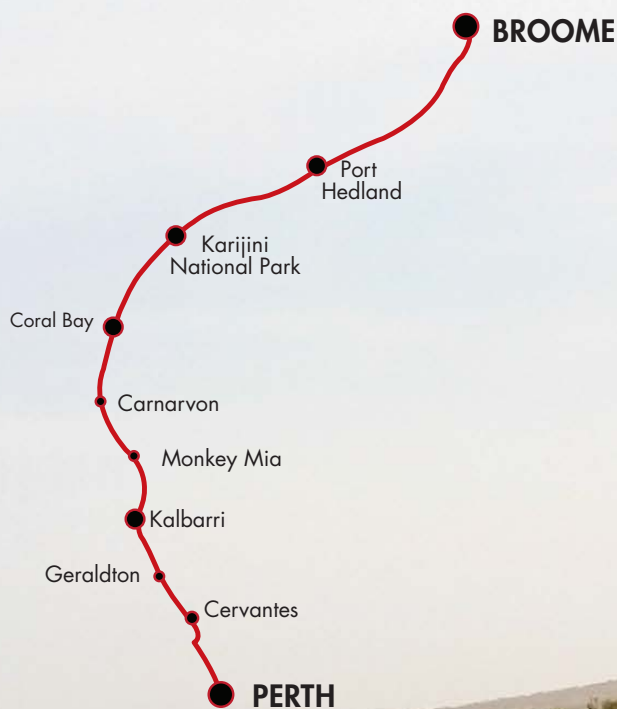 BROOME
Port
Hedland
Karijini
National Park
Coral Bay
Carnarvon
Monkey Mia
Kalbarri
Geraldton
Cervantes
PERTH